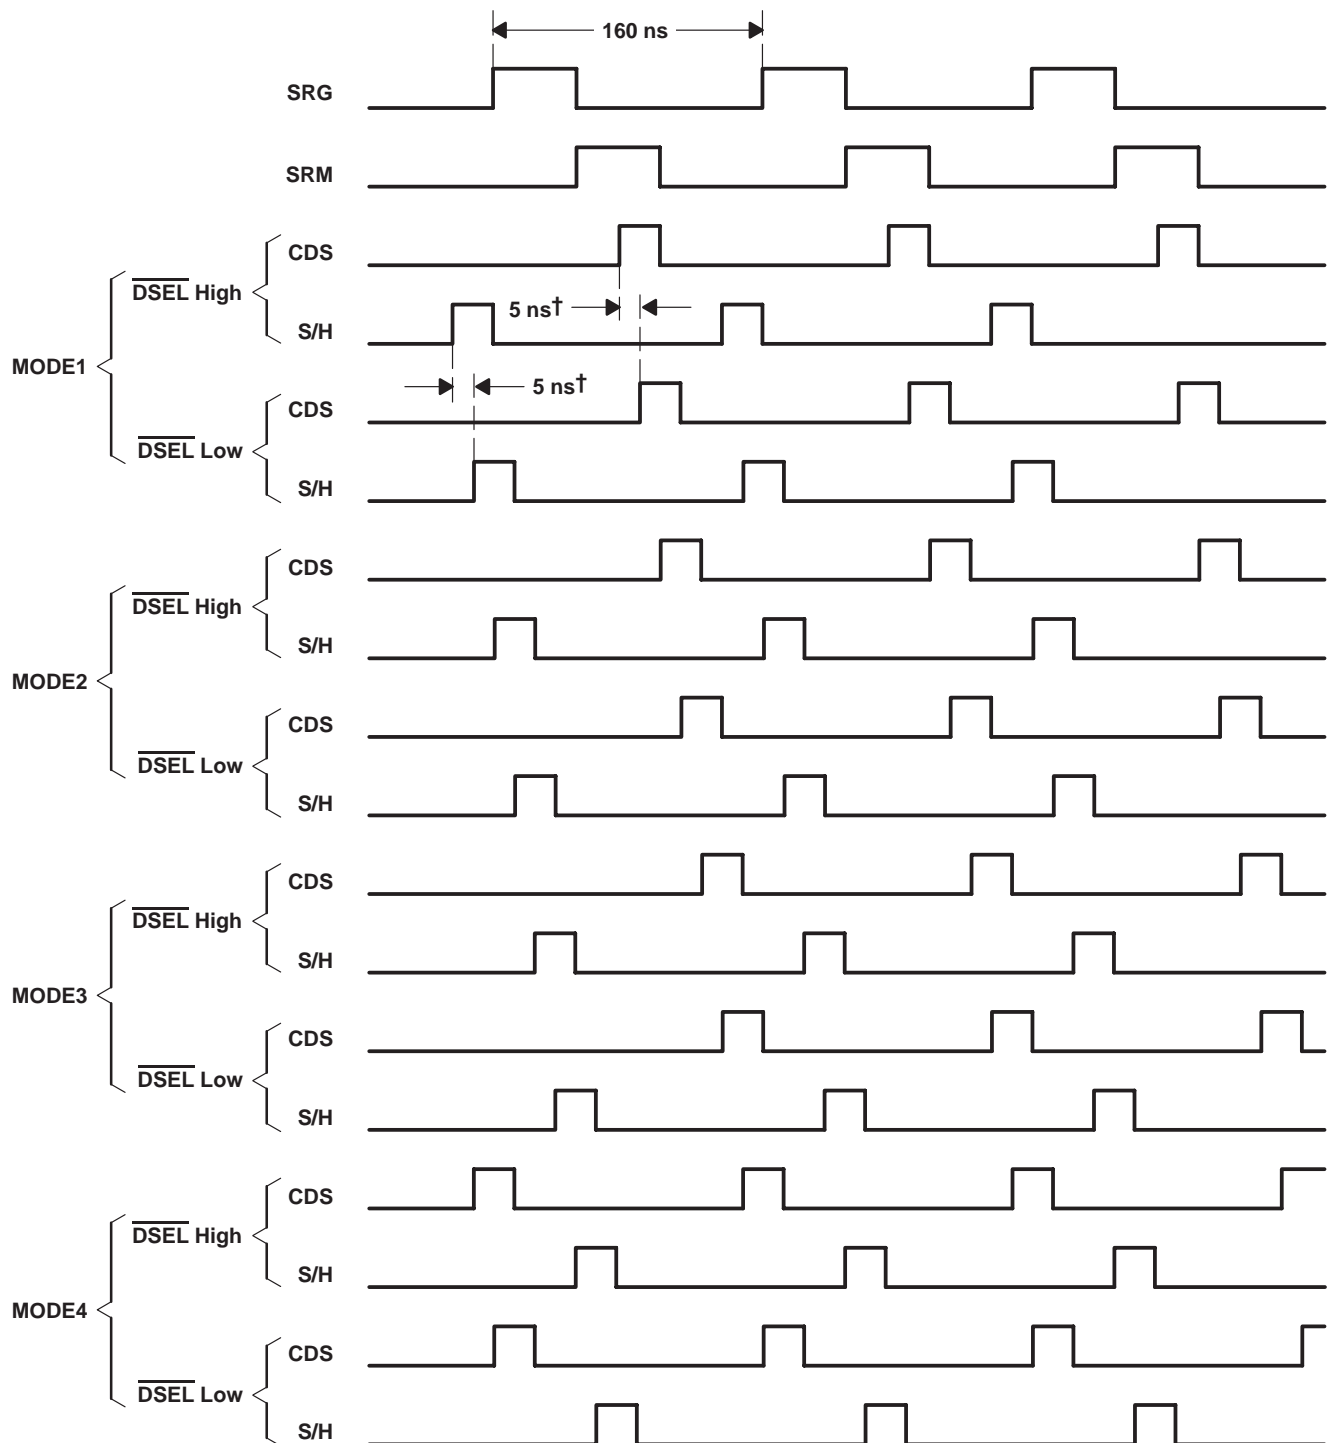 160 ns
SRG
SRM
CDS
DSEL High
5 ns†
S/H
MODE1
5 ns†
CDS
DSEL Low
S/H
CDS
DSEL High
S/H
MODE2
CDS
DSEL Low
S/H
CDS
DSEL High
S/H
MODE3
CDS
DSEL Low
S/H
CDS
DSEL High
S/H
MODE4
CDS
DSEL Low
S/H